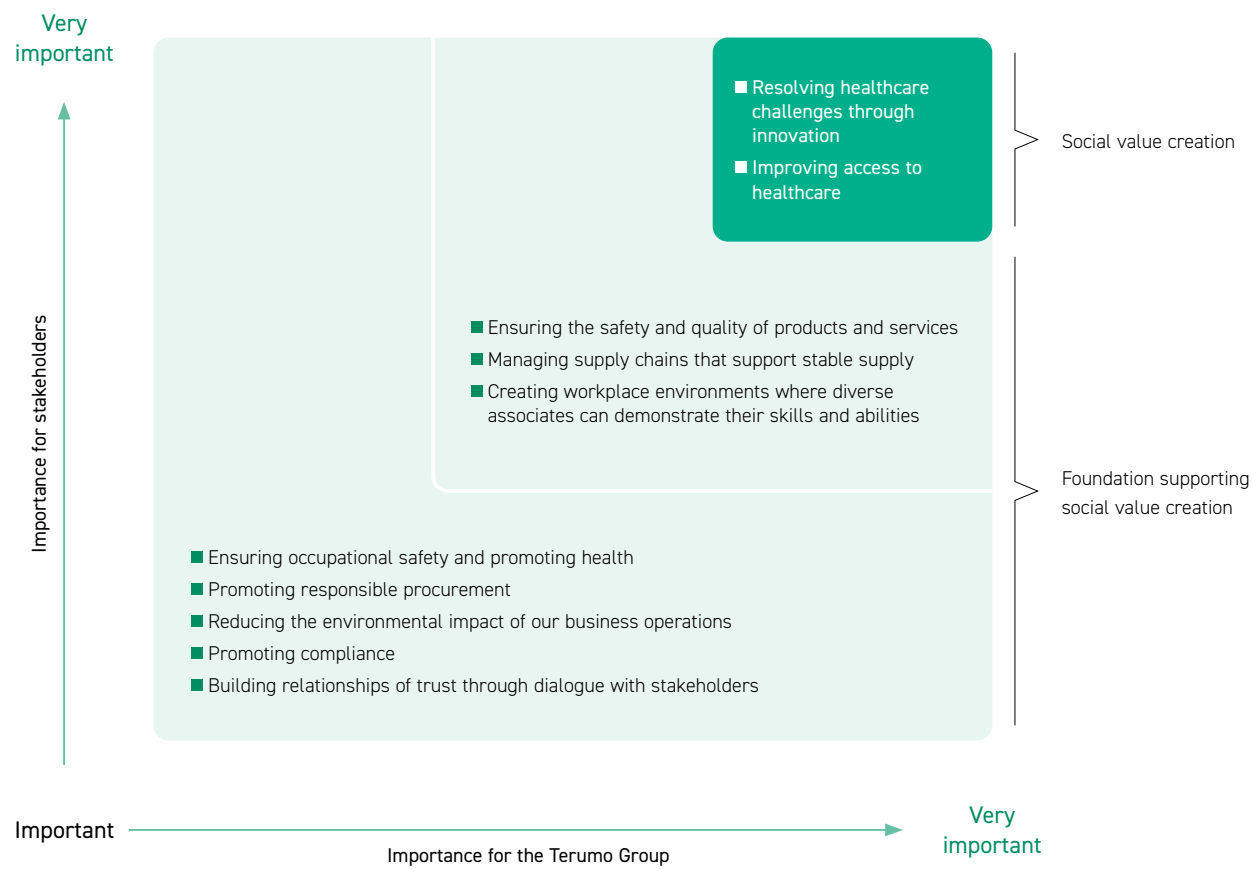 Very
important
Resolving healthcare
challenges through
innovation
Improving access to
healthcare
Social value creation
Importance for stakeholders
Ensuring the safety and quality of products and services
Managing supply chains that support stable supply
Creating workplace environments where diverse
associates can demonstrate their skills and abilities
Foundation supporting
social value creation
Ensuring occupational safety and promoting health
Promoting responsible procurement
Reducing the environmental impact of our business operations
Promoting compliance
Building relationships of trust through dialogue with stakeholders
Important
Importance for the Terumo Group
Very
important